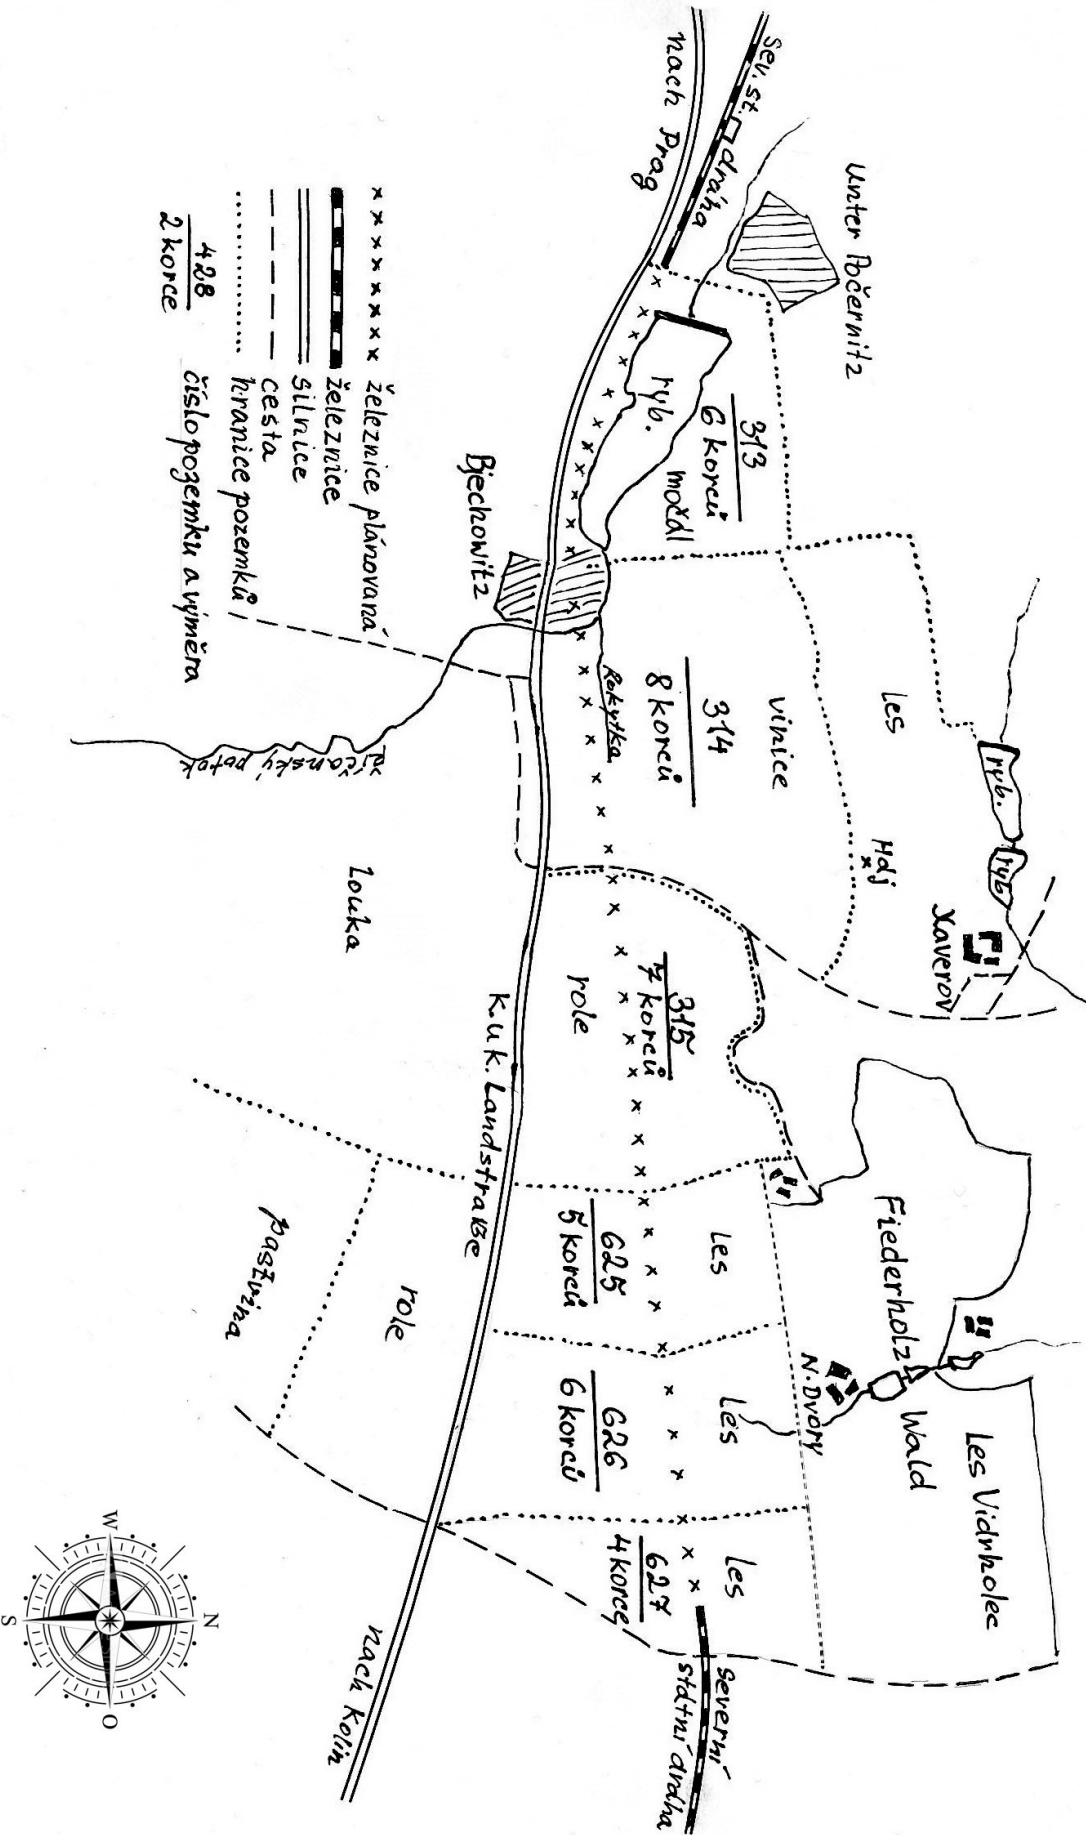 Sev. st. dráha
nach Prag
Unter Počernitz
ryb.
313
6 korců
močál
Bjechowitz
les
vinice
314
8 korců
Rokytka
ryb.
ryb
Háj
Xaverov
říčanský potok
Louka
315
7 korců
role
K.u.K. Landstraße
Fiederholz Wald
Les Vidrholec
N. Dvory
les
625
5 korců
les
626
6 korců
les
627
4 korce
role
pastvina
nach Kolin
Severní
státní dráha
železnice plánovaná
železnice
silnice
cesta
hranice pozemků
428
2 korce
číslo pozemku a výměra
N
W
O
S